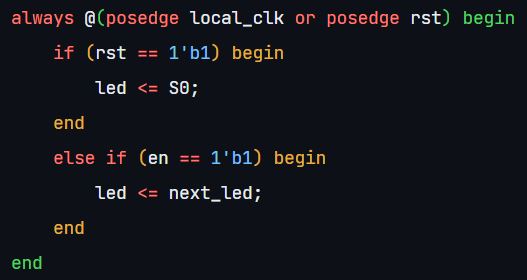 always @(posedge local_clk or posedge rst) begin
    if (rst == 1'b1) begin
        led <= S0;
    end
    else if (en == 1'b1) begin
        led <= next_led;
    end
end